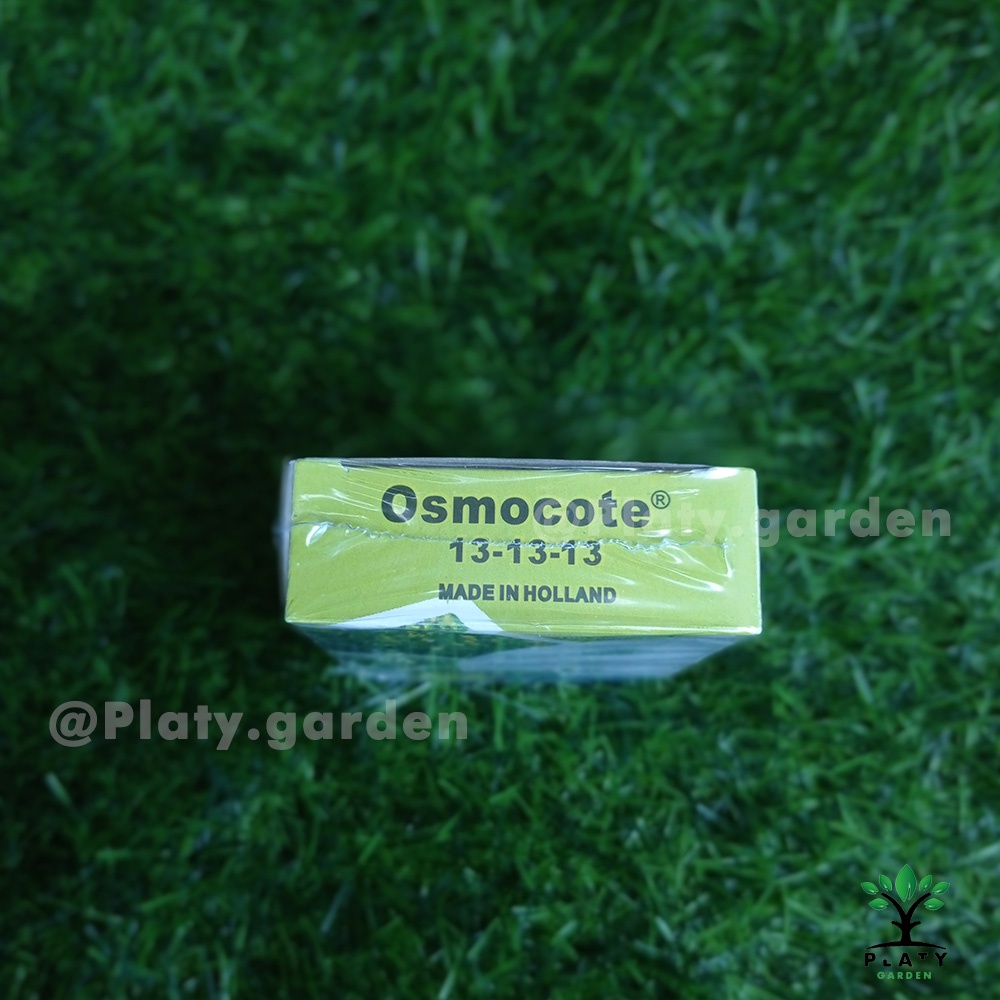 Osmocote®
13-13-13
MADE IN HOLLAND
@Platy.garden
PLATY
GARDEN